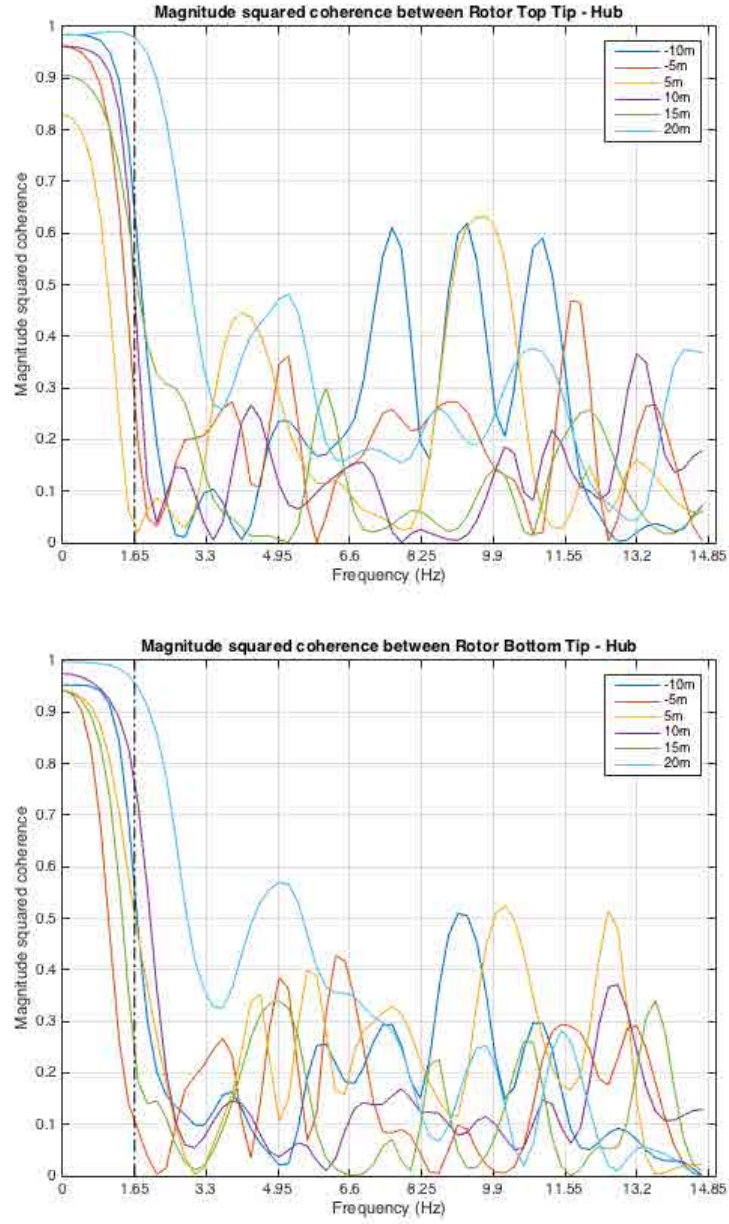 Magnitude squared coherence between Rotor Top Tip - Hub
1
0.9
0.8
0.7
0.6
0.5
0.4
0.3
0.2
0.1
0
Magnitude squared coherence
-10m
-5m
5m
10m
15m
20m
0 1.65 3.3 4.95 6.6 8.25 9.9 11.55 13.2 14.85
Frequency (Hz)
Magnitude squared coherence between Rotor Bottom Tip - Hub
1
0.9
0.8
0.7
0.6
0.5
0.4
0.3
0.2
0.1
0
Magnitude squared coherence
-10m
-5m
5m
10m
15m
20m
0 1.65 3.3 4.95 6.6 8.25 9.9 11.55 13.2 14.85
Frequency (Hz)